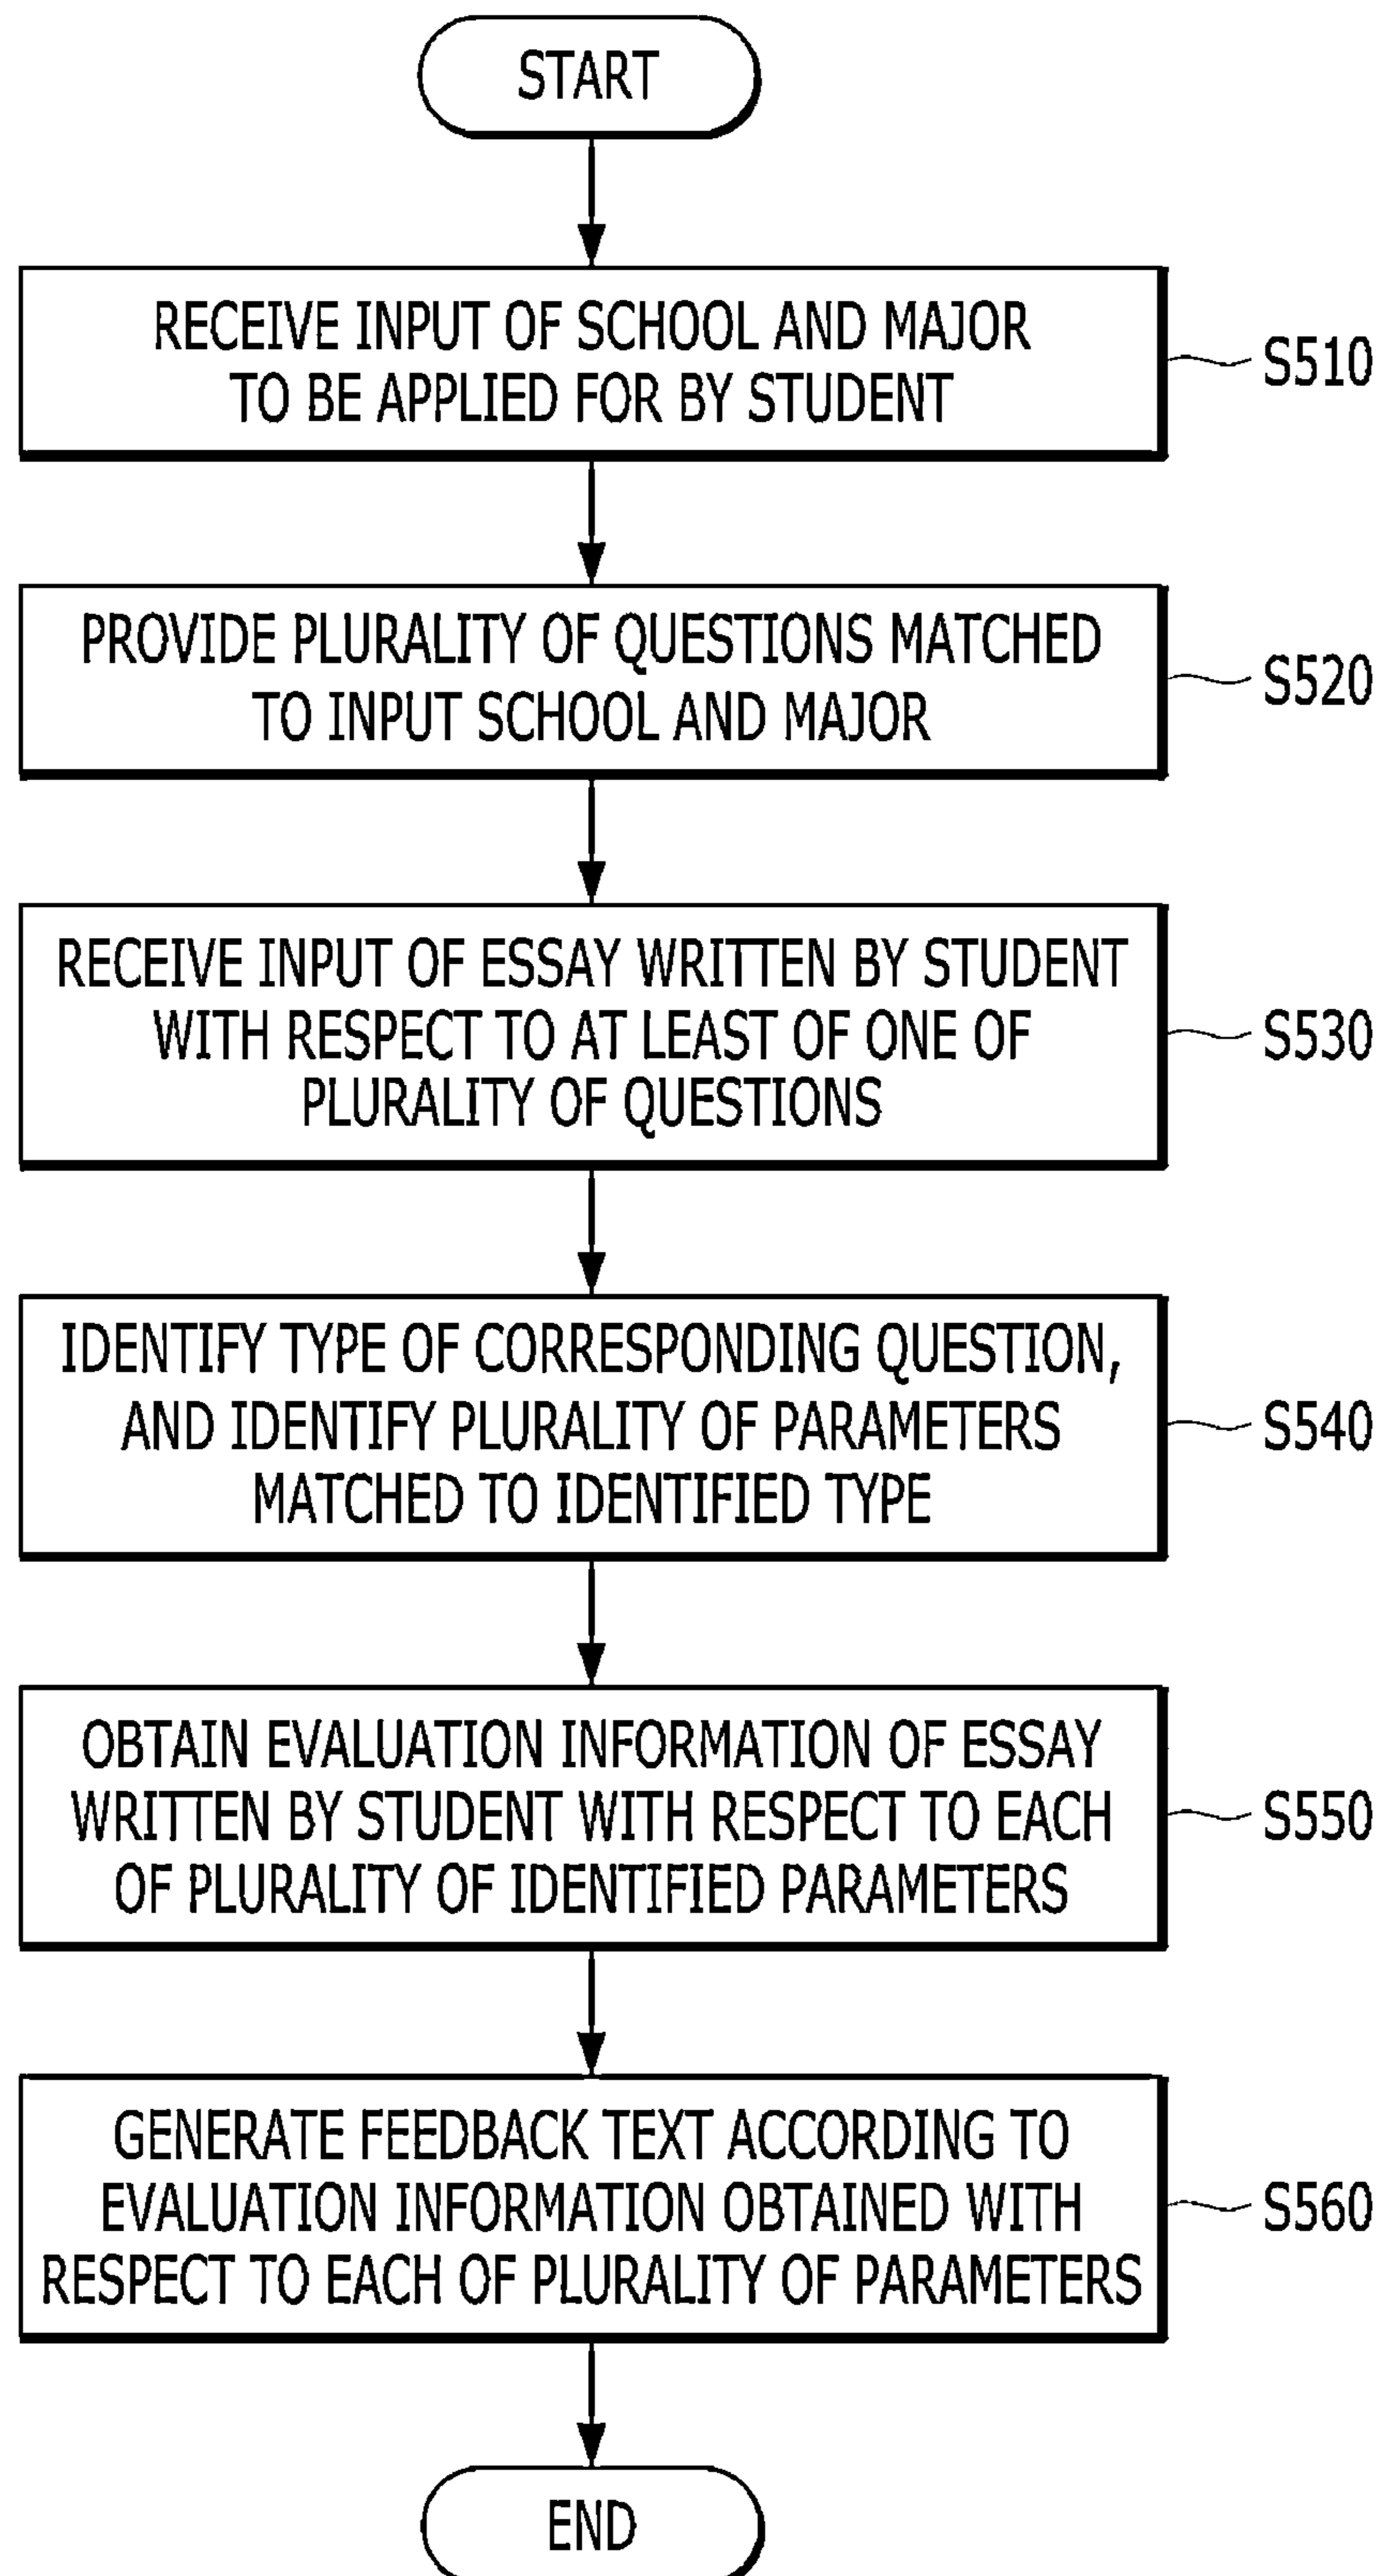 START
RECEIVE INPUT OF SCHOOL AND MAJOR
TO BE APPLIED FOR BY STUDENT
S510
PROVIDE PLURALITY OF QUESTIONS MATCHED
TO INPUT SCHOOL AND MAJOR
S520
RECEIVE INPUT OF ESSAY WRITTEN BY STUDENT
WITH RESPECT TO AT LEAST OF ONE OF
PLURALITY OF QUESTIONS
S530
IDENTIFY TYPE OF CORRESPONDING QUESTION,
AND IDENTIFY PLURALITY OF PARAMETERS
MATCHED TO IDENTIFIED TYPE
S540
OBTAIN EVALUATION INFORMATION OF ESSAY
WRITTEN BY STUDENT WITH RESPECT TO EACH
OF PLURALITY OF IDENTIFIED PARAMETERS
S550
GENERATE FEEDBACK TEXT ACCORDING TO
EVALUATION INFORMATION OBTAINED WITH
RESPECT TO EACH OF PLURALITY OF PARAMETERS
S560
END